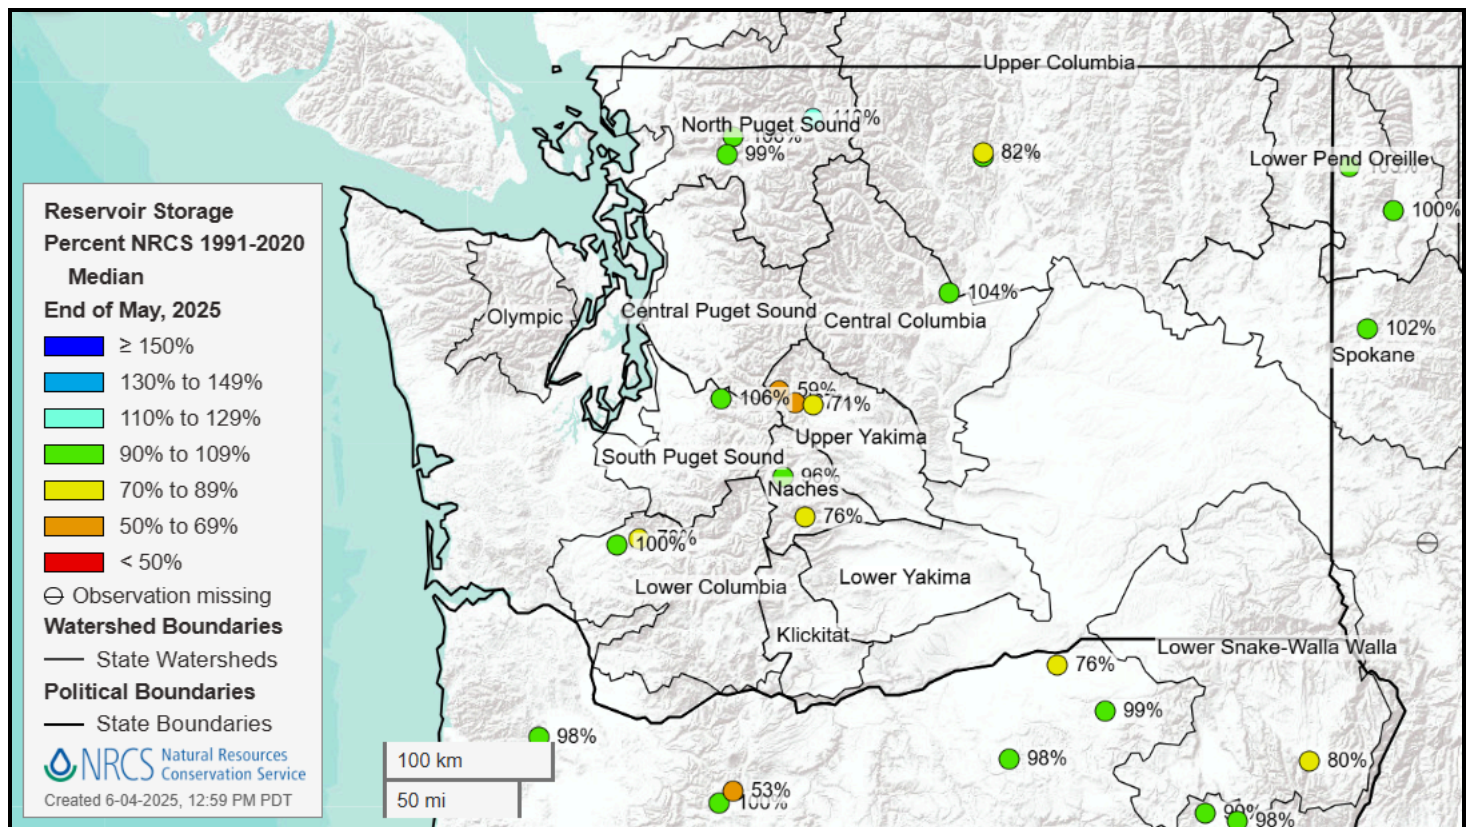 Upper Columbia
North Puget Sound
99%
82%
Lower Pend Oreille
100%
Reservoir Storage
Percent NRCS 1991-2020
Median
End of May, 2025
≥ 150%
130% to 149%
110% to 129%
90% to 109%
70% to 89%
50% to 69%
< 50%
Observation missing
Watershed Boundaries
State Watersheds
Political Boundaries
State Boundaries
NRCS Natural Resources
Conservation Service
Created 6-04-2025, 12:59 PM PDT
104%
Olympic
Central Puget Sound
Central Columbia
102%
Spokane
59%
106%
71%
Upper Yakima
South Puget Sound
96%
Naches
76%
100%
Lower Columbia
Lower Yakima
Klickitat
Lower Snake-Walla Walla
76%
99%
98%
98%
80%
53%
100%
98%
100 km
50 mi